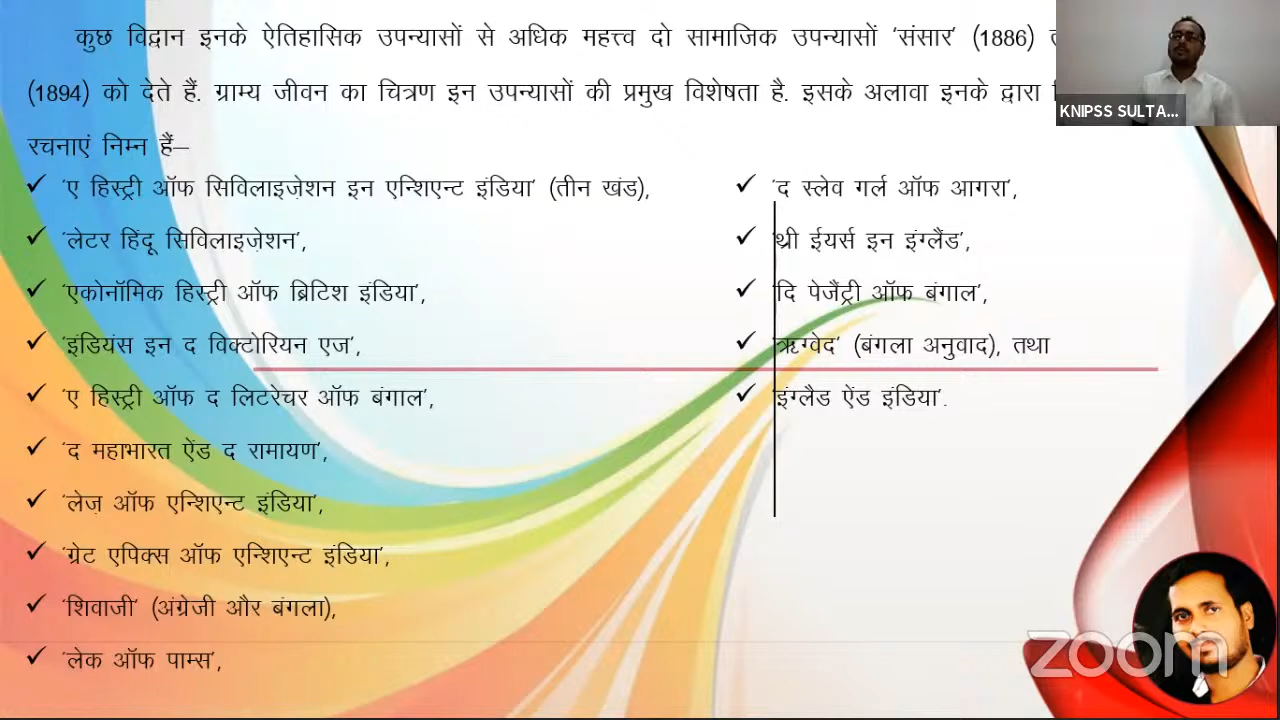 कुछ विद्वान इनके ऐतिहासिक उपन्यासों से अधिक महत्त्व दो सामाजिक उपन्यासों ‘संसार’ (1886)
(1894) को देते हैं. ग्राम्य जीवन का चित्रण इन उपन्यासों की प्रमुख विशेषता है. इसके अलावा इनके द्वारा
रचनाएं निम्न हैं–
✓ ‘ए हिस्ट्री ऑफ सिविलाइज़ेशन इन एन्शिएन्ट इंडिया’ (तीन खंड),
✓ ‘लेटर हिंदू सिविलाइज़ेशन’,
✓ ‘एकोनॉमिक हिस्ट्री ऑफ ब्रिटिश इंडिया’,
✓ ‘इंडियंस इन द विक्टोरियन एज’,
✓ ‘ए हिस्ट्री ऑफ द लिटरेचर ऑफ बंगाल’,
✓ ‘द महाभारत ऐंड द रामायण’,
✓ ‘लेज़ ऑफ एन्शिएन्ट इंडिया’,
✓ ‘ग्रेट एपिक्स ऑफ एन्शिएन्ट इंडिया’,
✓ ‘शिवाजी’ (अंग्रेजी और बंगला),
✓ ‘लेक ऑफ पाम्स’,
✓ ‘द स्लेव गर्ल ऑफ आगरा’,
✓ ‘थ्री ईयर्स इन इंग्लैंड’,
✓ ‘दि पेजैंट्री ऑफ बंगाल’,
✓ ‘ऋग्वेद’ (बंगला अनुवाद), तथा
✓ ‘इंग्लैड ऐंड इंडिया’.
KNIPSS SULTA...
zoom